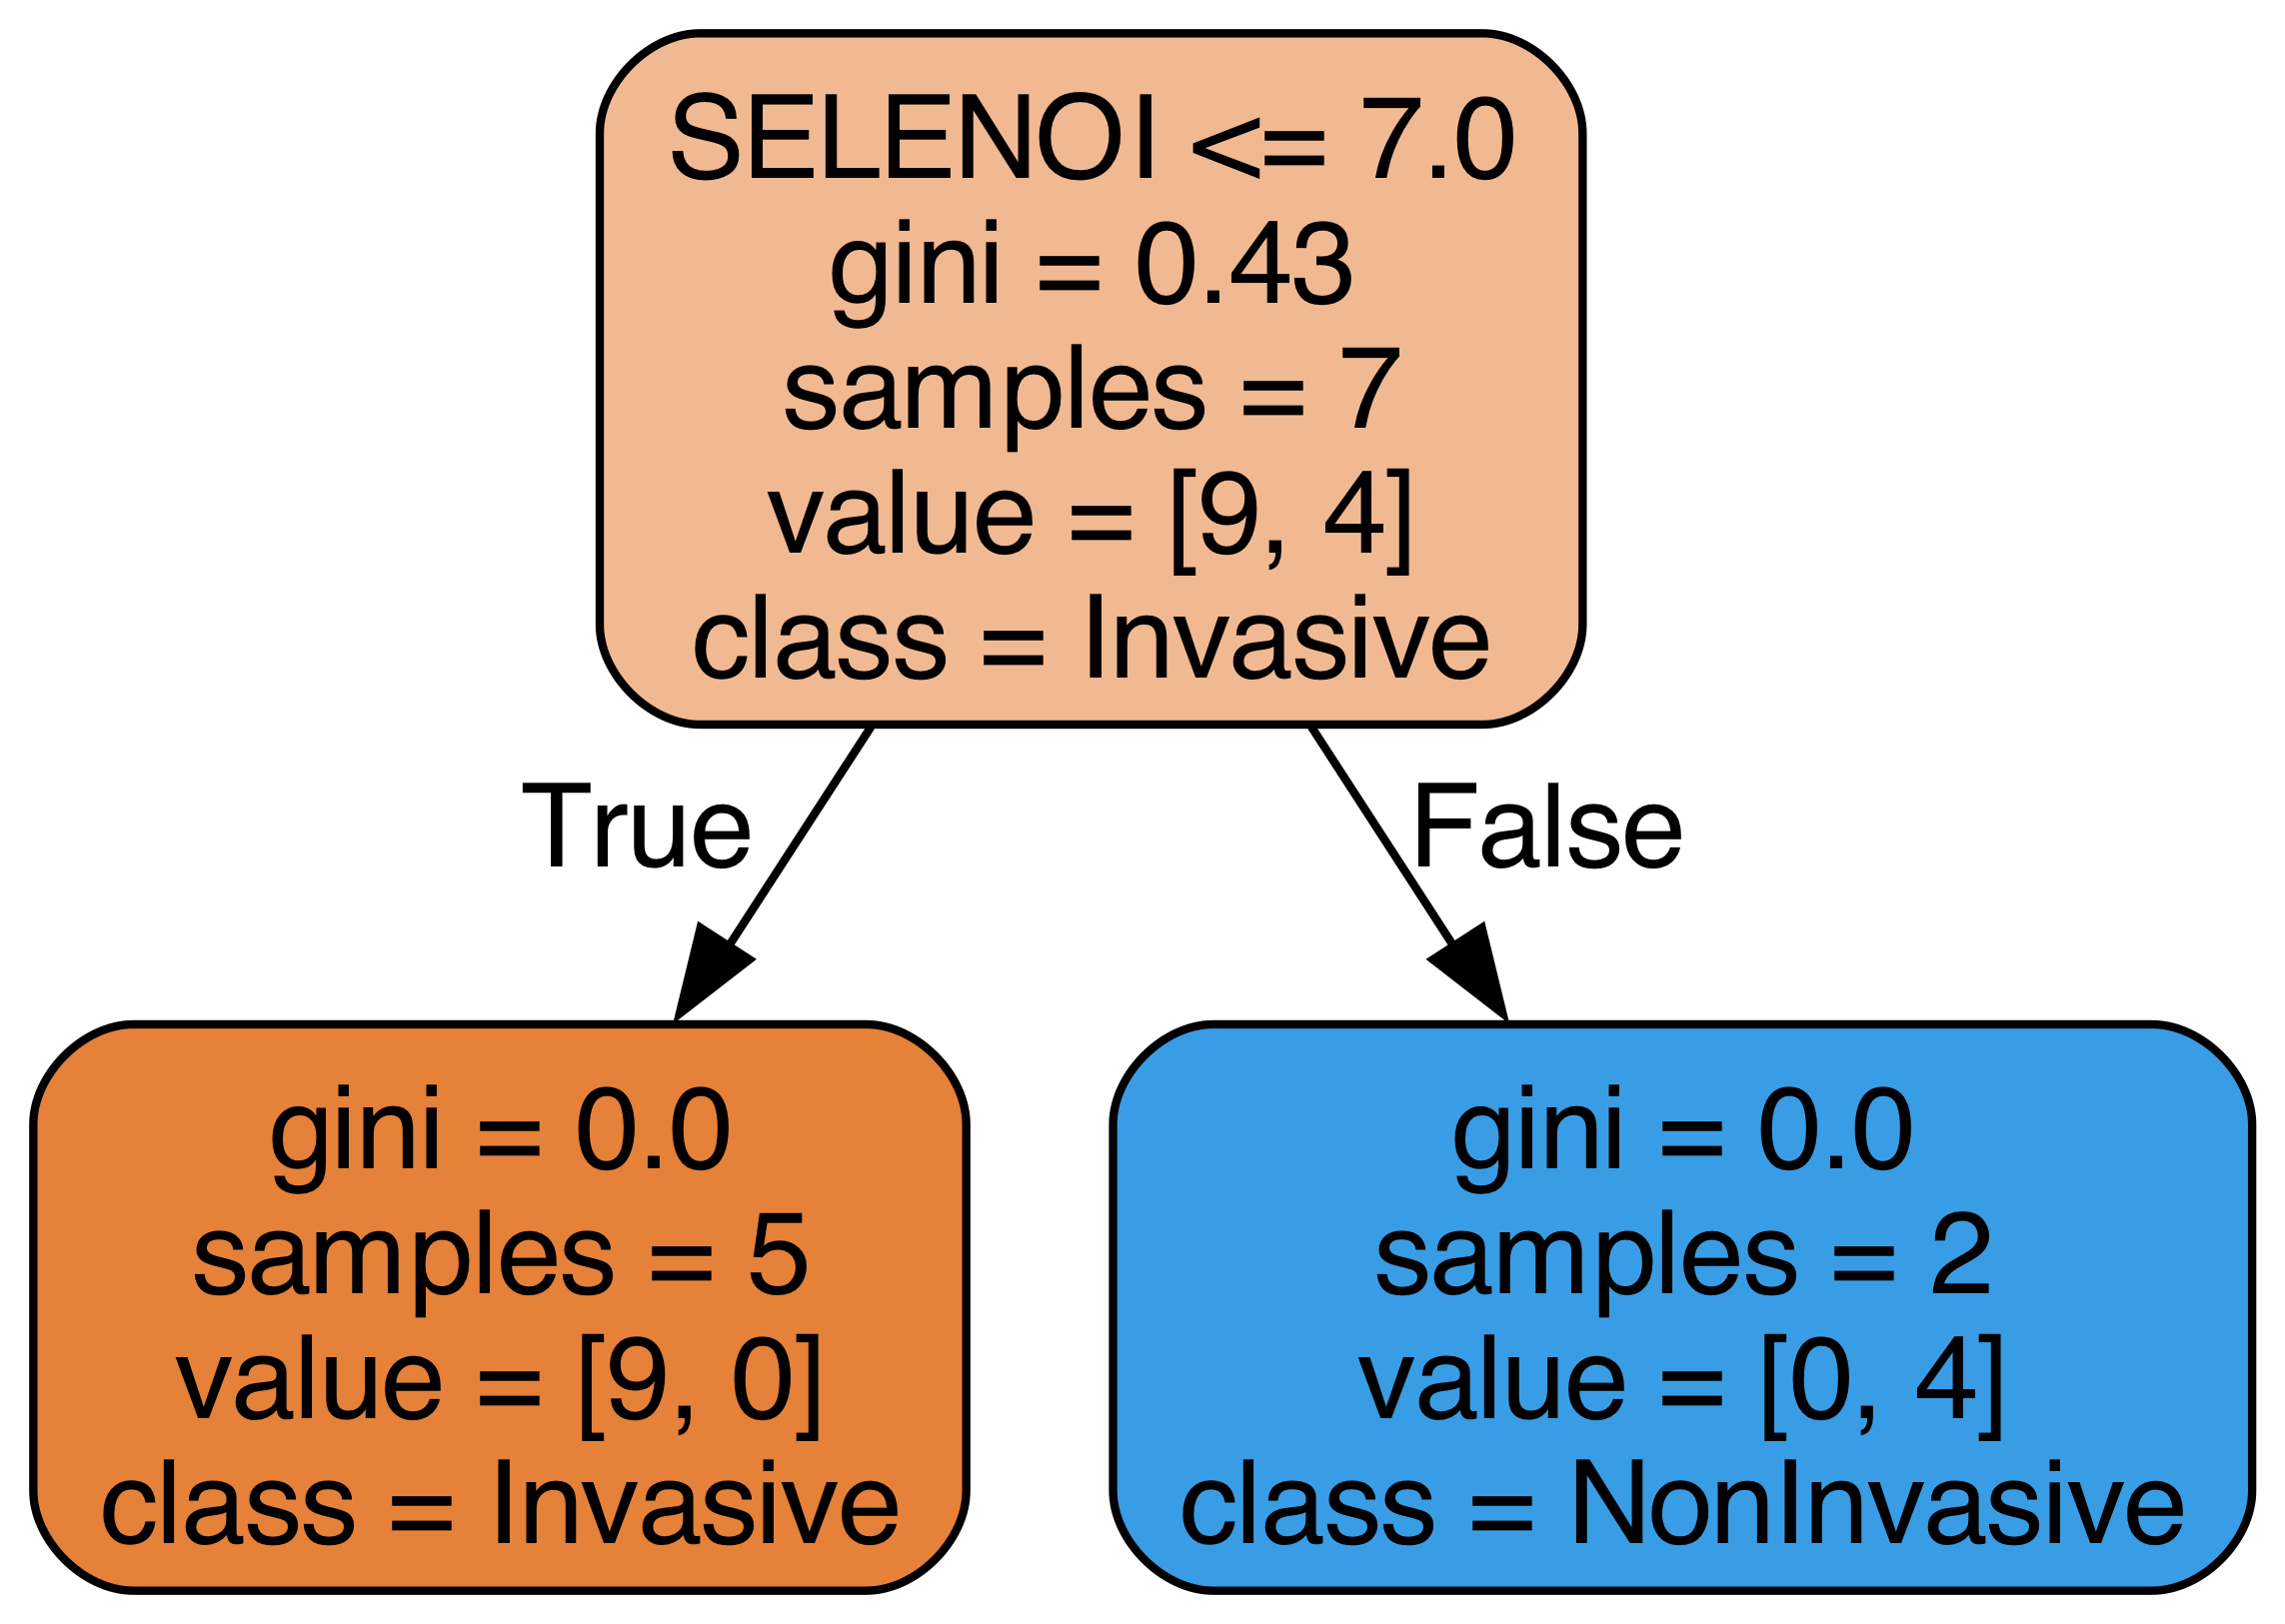 SELENOI <= 7.0
gini = 0.43
samples = 7
value = [9, 4]
class = Invasive
True
False
gini = 0.0
samples = 5
value = [9, 0]
class = Invasive
gini = 0.0
samples = 2
value = [0, 4]
class = NonInvasive